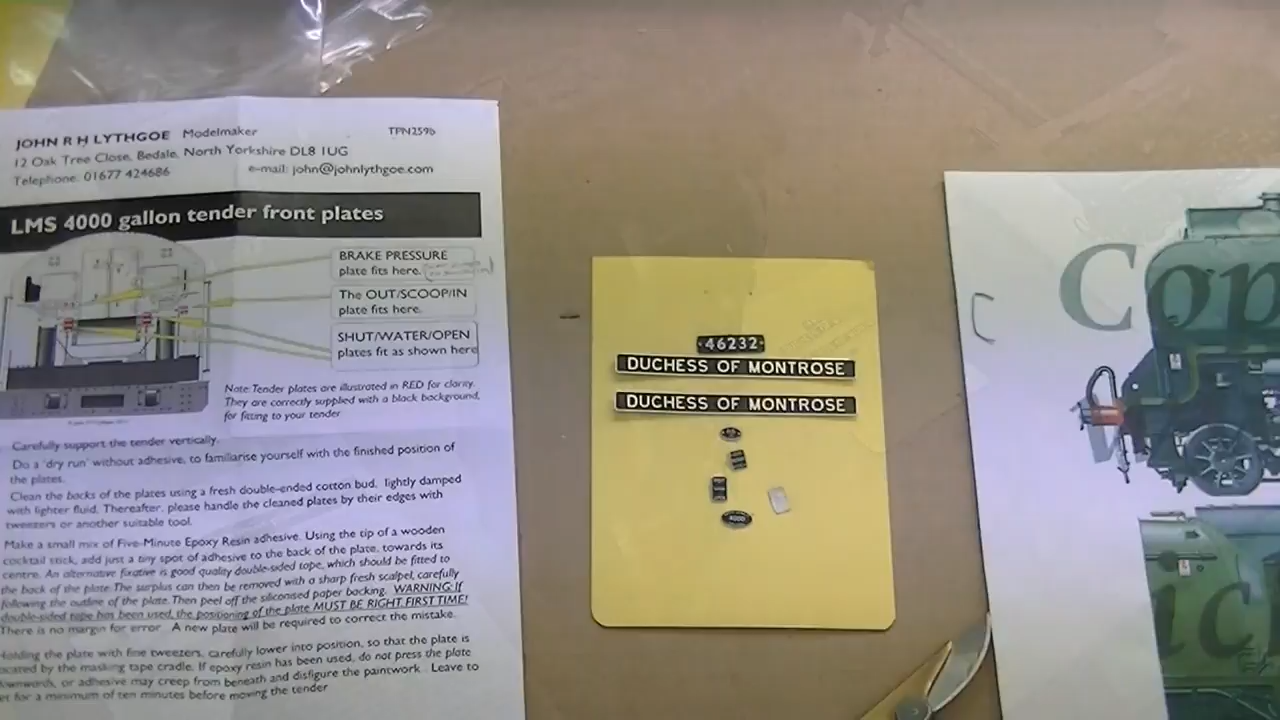 JOHN R H LYTHGOE Modelmaker TPN259b
12 Oak Tree Close, Bedale, North Yorkshire DL8 1UG
Telephone: 01677 424686 e-mail: john@johnlythgoe.com
LMS 4000 gallon tender front plates
BRAKE PRESSURE
plate fits here.
The OUT/SCOOP/IN
plate fits here.
SHUT/WATER/OPEN
plates fit as shown here
Note: Tender plates are illustrated in RED for clarity.
They are correctly supplied with a black background,
for fitting to your tender
Carefully support the tender vertically.
Do a 'dry run' without adhesive, to familiarise yourself with the finished position of
the plates.
Clean the backs of the plates using a fresh double-ended cotton bud, lightly damped
with lighter fluid. Thereafter, please handle the cleaned plates by their edges with
tweezers or another suitable tool.
Make a small mix of Five-Minute Epoxy Resin adhesive. Using the tip of a wooden
cocktail stick, add just a tiny spot of adhesive to the back of the plate, towards its
centre. An alternative fixative is good quality double-sided tape, which should be fitted to
the back of the plate. The surplus can then be removed with a sharp fresh scalpel, carefully
following the outline of the plate. Then peel off the siliconised paper backing. WARNING: If
double-sided tape has been used, the positioning of the plate MUST BE RIGHT FIRST TIME!
There is no margin for error. A new plate will be required to correct the mistake.
Holding the plate with fine tweezers, carefully lower into position, so that the plate is
located by the masking tape cradle. If epoxy resin has been used, do not press the plate
downwards, or adhesive may creep from beneath and disfigure the paintwork. Leave to
set for a minimum of ten minutes before moving the tender
46232
DUCHESS OF MONTROSE
DUCHESS OF MONTROSE
4000
Cop
ich